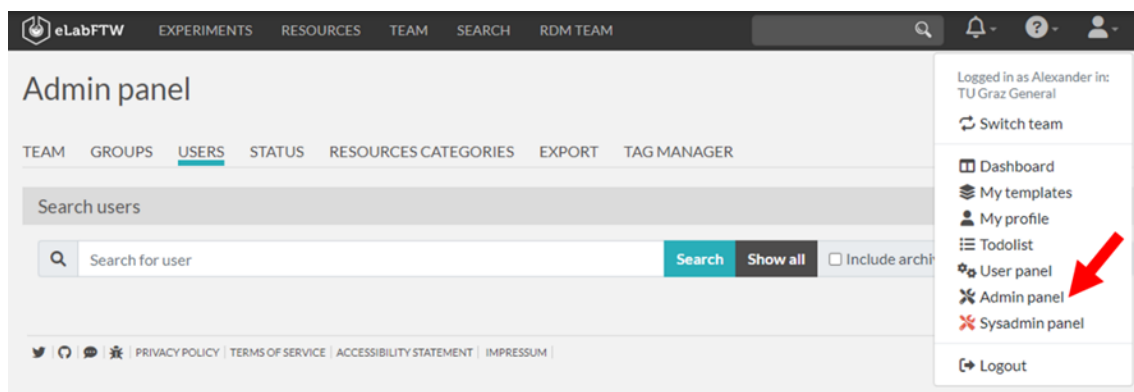 eLabFTW EXPERIMENTS RESOURCES TEAM SEARCH RDM TEAM
Admin panel
Logged in as Alexander in:
TU Graz General
Switch team
TEAM GROUPS USERS STATUS RESOURCES CATEGORIES EXPORT TAG MANAGER
Dashboard
My templates
My profile
Todolist
User panel
Admin panel
Sysadmin panel
Logout
Search users
Search for user Search Show all Include archi
PRIVACY POLICY | TERMS OF SERVICE | ACCESSIBILITY STATEMENT | IMPRESSUM |